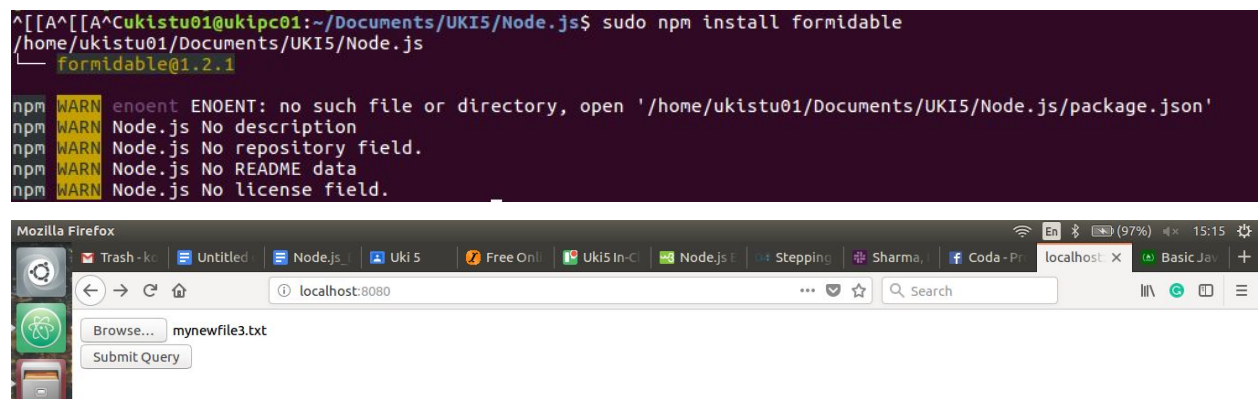 ^[[A^[[A^Cukistu01@ukipc01:~/Documents/UKI5/Node.js$ sudo npm install formidable
/home/ukistu01/Documents/UKI5/Node.js
└── formidable@1.2.1
npm WARN enoent ENOENT: no such file or directory, open '/home/ukistu01/Documents/UKI5/Node.js/package.json'
npm WARN Node.js No description
npm WARN Node.js No repository field.
npm WARN Node.js No README data
npm WARN Node.js No license field.
Mozilla Firefox En (97%) 15:15
Trash - ko Untitled Node.js_ Uki 5 Free Onli Uki5 In-Cl Node.js E Stepping Sharma, Coda - Pr localhost: Basic Jav
localhost:8080 Search
Browse... mynewfile3.txt
Submit Query